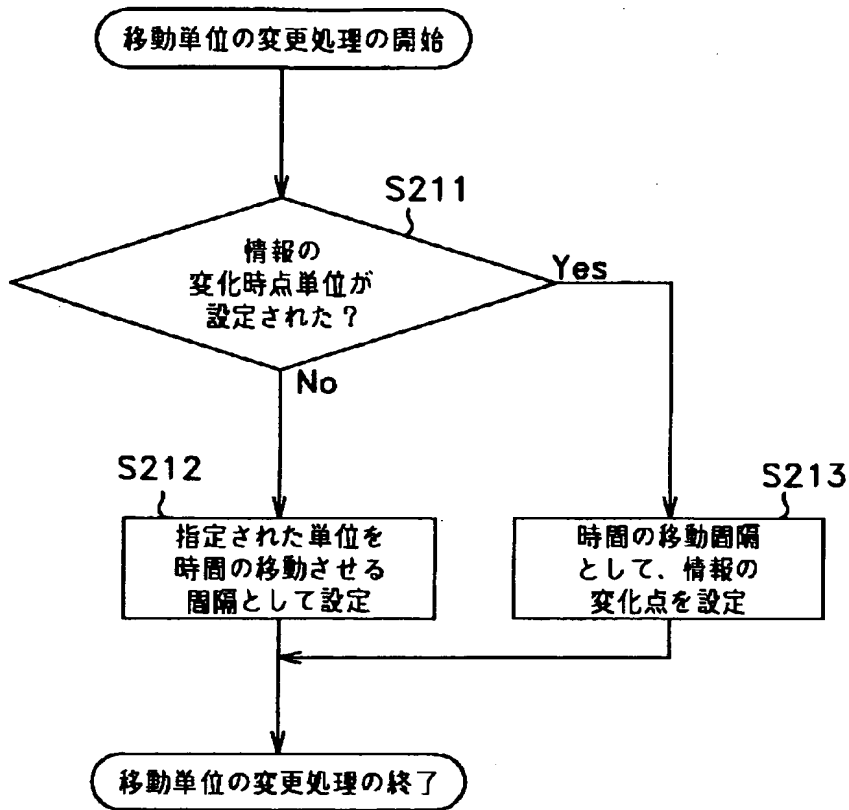 移動単位の変更処理の開始
S211
情報の
変化時点単位が
設定された?
Yes
No
S212
指定された単位を
時間の移動させる
間隔として設定
S213
時間の移動間隔
として、情報の
変化点を設定
移動単位の変更処理の終了